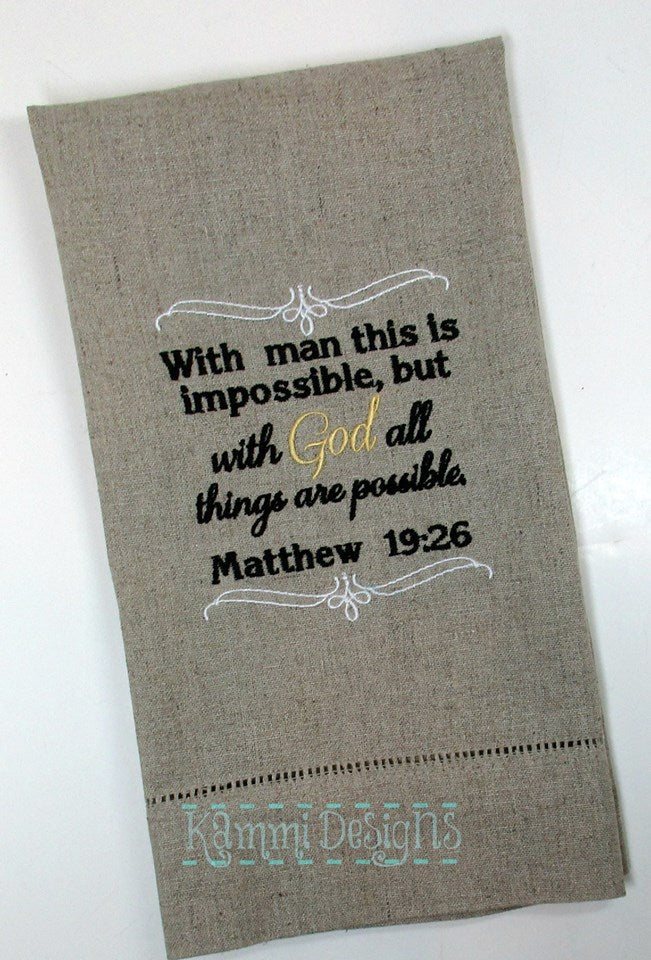 With man this is
impossible, but
with God all
things are possible.
Matthew 19:26
Kammi Designs